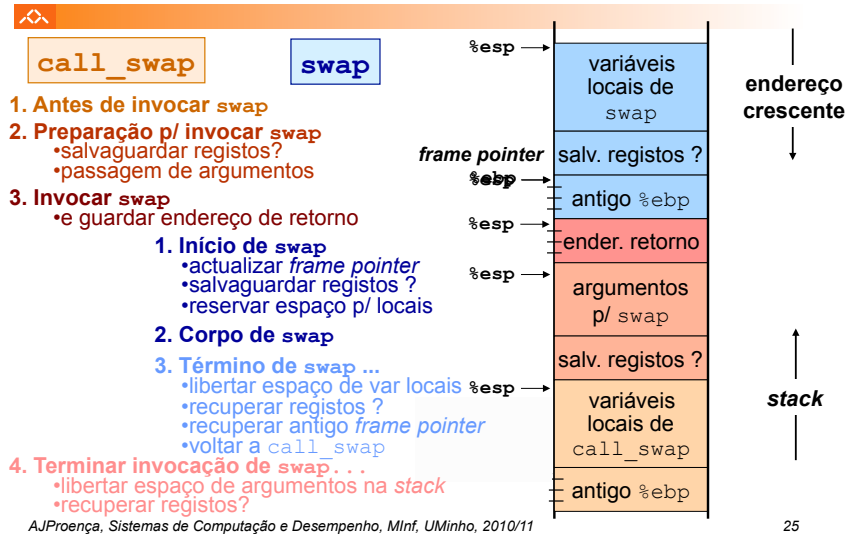 call_swap
swap
1. Antes de invocar swap
2. Preparação p/ invocar swap
•salvaguardar registos?
•passagem de argumentos
3. Invocar swap
•e guardar endereço de retorno
1. Início de swap
•actualizar frame pointer
•salvaguardar registos ?
•reservar espaço p/ locais
2. Corpo de swap
3. Término de swap ...
•libertar espaço de var locais
•recuperar registos ?
•recuperar antigo frame pointer
•voltar a call_swap
4. Terminar invocação de swap...
•libertar espaço de argumentos na stack
•recuperar registos?
%esp
variáveis
locais de
swap
frame pointer
salv. registos ?
%ebp
%esp
antigo %ebp
%esp
ender. retorno
%esp
argumentos
p/ swap
salv. registos ?
%esp
variáveis
locais de
call_swap
antigo %ebp
endereço
crescente
stack
AJProença, Sistemas de Computação e Desempenho, MInf, UMinho, 2010/11
25